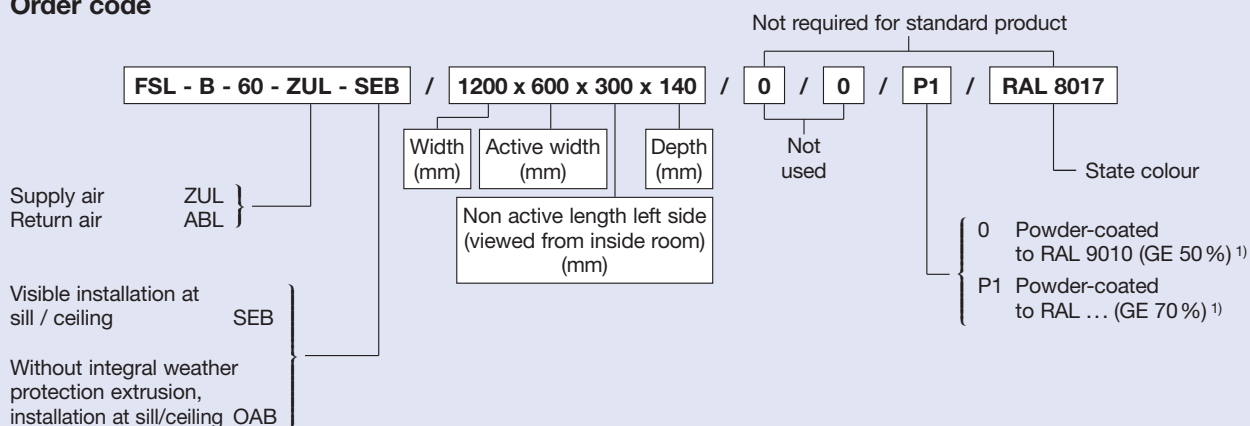 Order code
Not required for standard product
FSL - B - 60 - ZUL - SEB / 1200 x 600 x 300 x 140 / 0 / 0 / P1 / RAL 8017
Width
(mm)
Active width
(mm)
Depth
(mm)
Not
used
State colour
Supply air ZUL
Return air ABL
Non active length left side
(viewed from inside room)
(mm)
0 Powder-coated
to RAL 9010 (GE 50 %) 1)
P1 Powder-coated
to RAL … (GE 70 %) 1)
Visible installation at
sill / ceiling SEB
Without integral weather
protection extrusion,
installation at sill/ceiling OAB